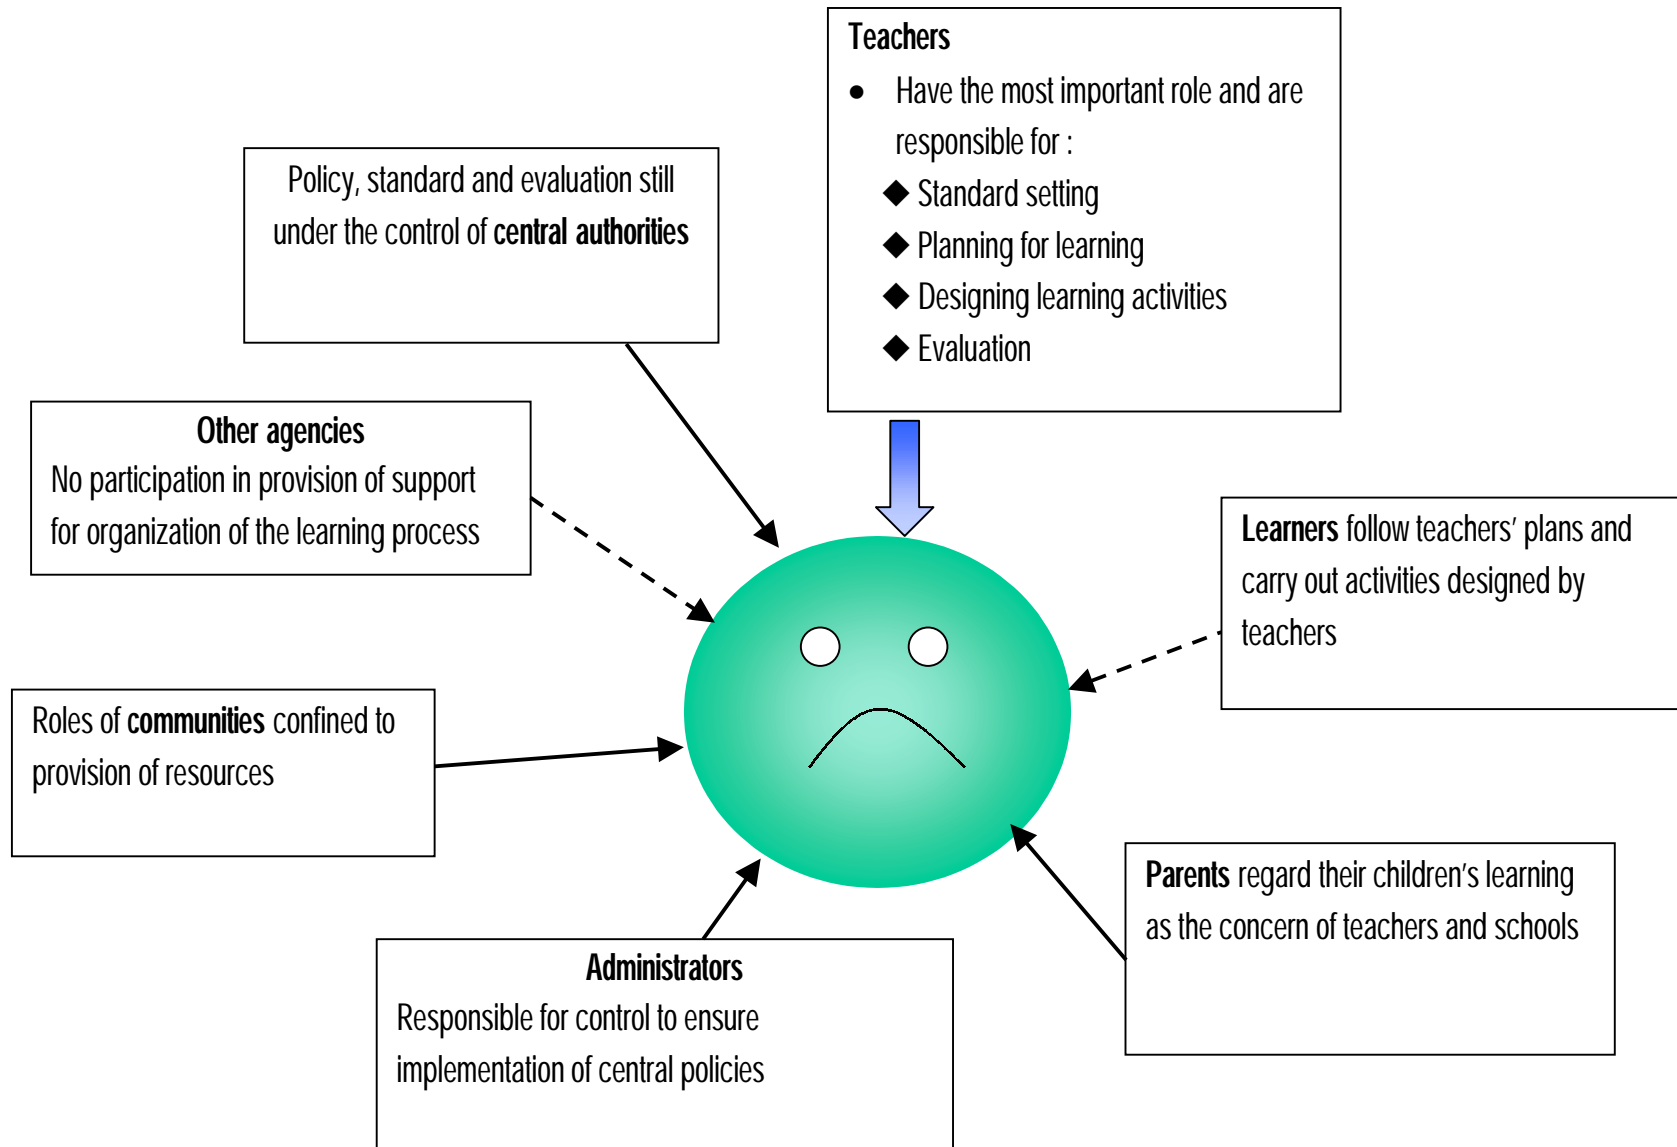 Teachers
• Have the most important role and are
responsible for :
◆ Standard setting
◆ Planning for learning
◆ Designing learning activities
◆ Evaluation
Policy, standard and evaluation still
under the control of central authorities
Other agencies
No participation in provision of support
for organization of the learning process
Learners follow teachers’ plans and
carry out activities designed by
teachers
Roles of communities confined to
provision of resources
Parents regard their children’s learning
as the concern of teachers and schools
Administrators
Responsible for control to ensure
implementation of central policies